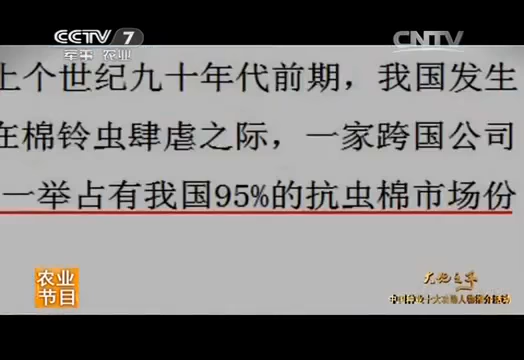 CCTV 7
军事 农业
CNTV
上个世纪九十年代前期，我国发生
在棉铃虫肆虐之际，一家跨国公司
一举占有我国95%的抗虫棉市场份
农业
节目
大地之子